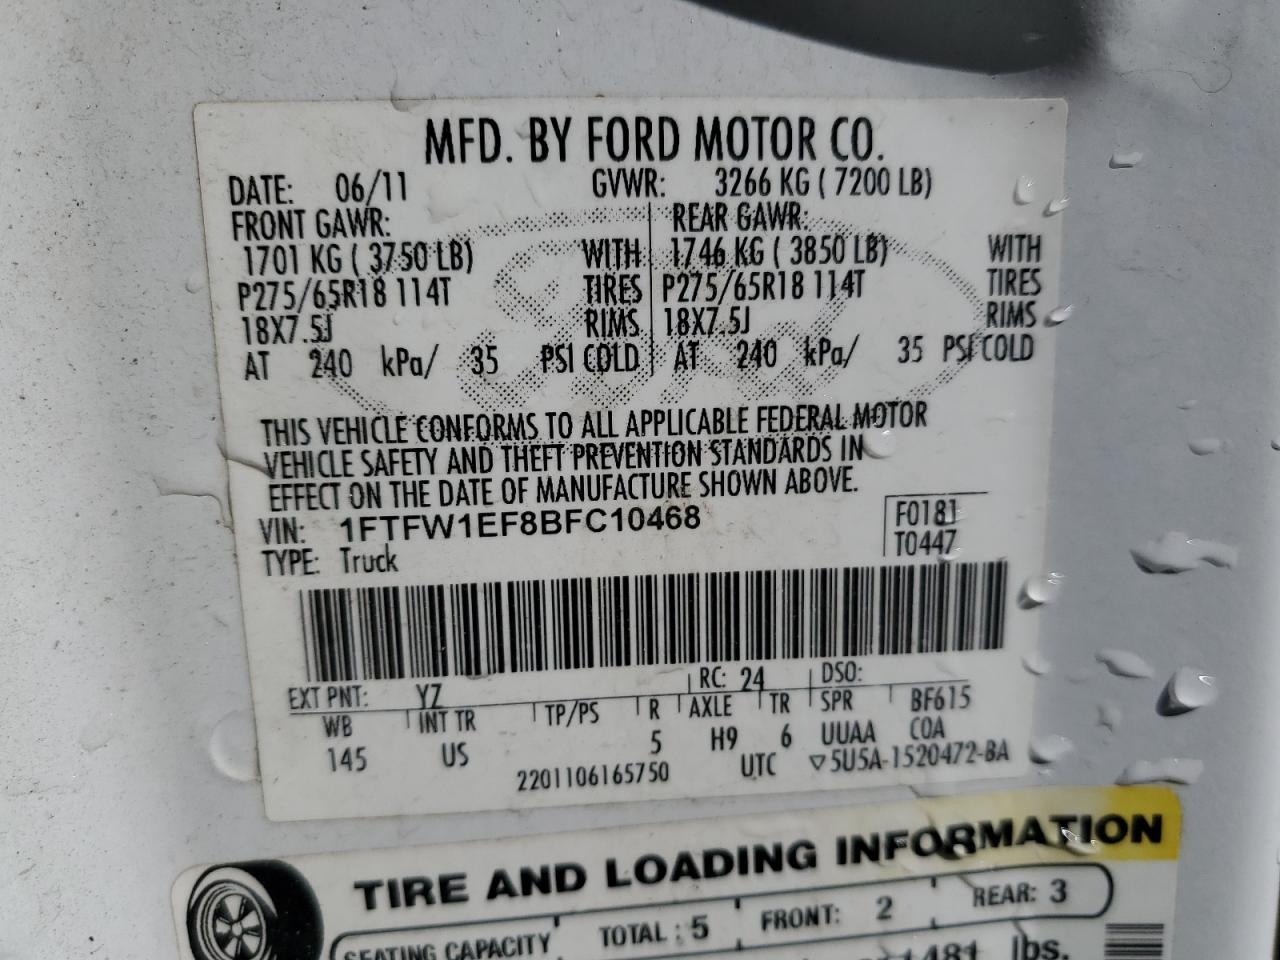 MFD. BY FORD MOTOR CO.
DATE: 06/11 GVWR: 3266 KG ( 7200 LB)
FRONT GAWR: REAR GAWR:
1701 KG ( 3750 LB) WITH 1746 KG ( 3850 LB) WITH
P275/65R18 114T TIRES P275/65R18 114T TIRES
18X7.5J RIMS 18X7.5J RIMS
AT 240 kPa/ 35 PSI COLD AT 240 kPa/ 35 PSI COLD
THIS VEHICLE CONFORMS TO ALL APPLICABLE FEDERAL MOTOR
VEHICLE SAFETY AND THEFT PREVENTION STANDARDS IN
EFFECT ON THE DATE OF MANUFACTURE SHOWN ABOVE.
VIN: 1FTFW1EF8BFC10468 F0181
TYPE: Truck T0447
EXT PNT: YZ RC: 24 DSO:
WB INT TR TP/PS R AXLE TR SPR BF615
145 US 5 H9 6 UUAA COA
2201106165750 UTC ▽5U5A-1520472-BA
TIRE AND LOADING INFORMATION
SEATING CAPACITY TOTAL : 5 FRONT: 2 REAR: 3
1481 lbs.